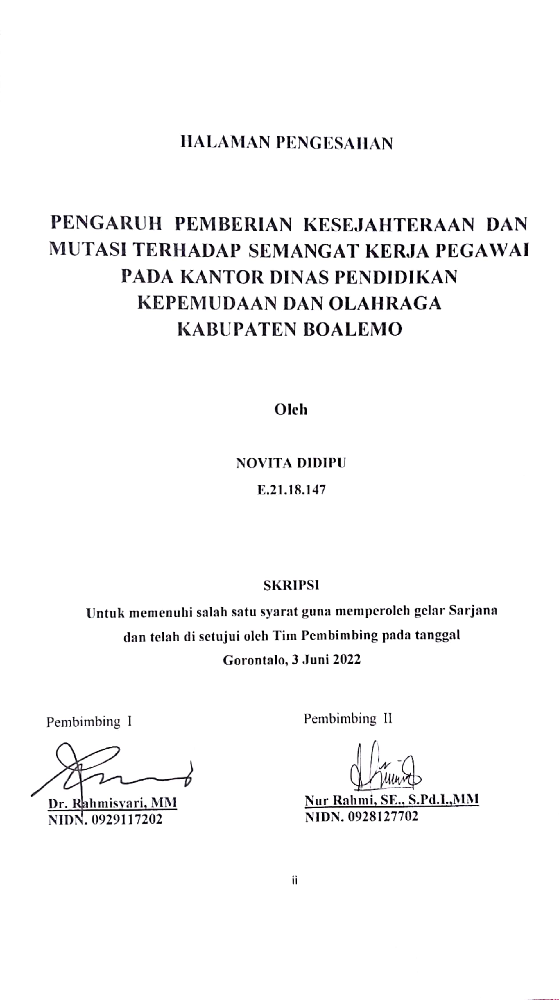 HALAMAN PENGESAHAN
PENGARUH PEMBERIAN KESEJAHTERAAN DAN
MUTASI TERHADAP SEMANGAT KERJA PEGAWAI
PADA KANTOR DINAS PENDIDIKAN
KEPEMUDAAN DAN OLAHRAGA
KABUPATEN BOALEMO
Oleh
NOVITA DIDIPU
E.21.18.147
SKRIPSI
Untuk memenuhi salah satu syarat guna memperoleh gelar Sarjana
dan telah di setujui oleh Tim Pembimbing pada tanggal
Gorontalo, 3 Juni 2022
Pembimbing I
Pembimbing II
Dr. Rahmisyari, MM
NIDN. 0929117202
Nur Rahmi, SE., S.Pd.I.,MM
NIDN. 0928127702
ii